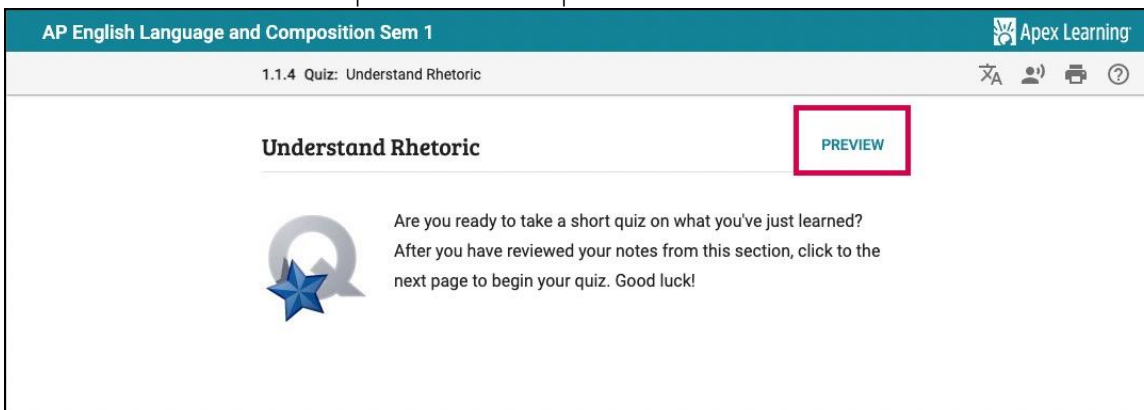 AP English Language and Composition Sem 1
Apex Learning
1.1.4 Quiz: Understand Rhetoric
Understand Rhetoric
PREVIEW
Are you ready to take a short quiz on what you've just learned?
After you have reviewed your notes from this section, click to the
next page to begin your quiz. Good luck!